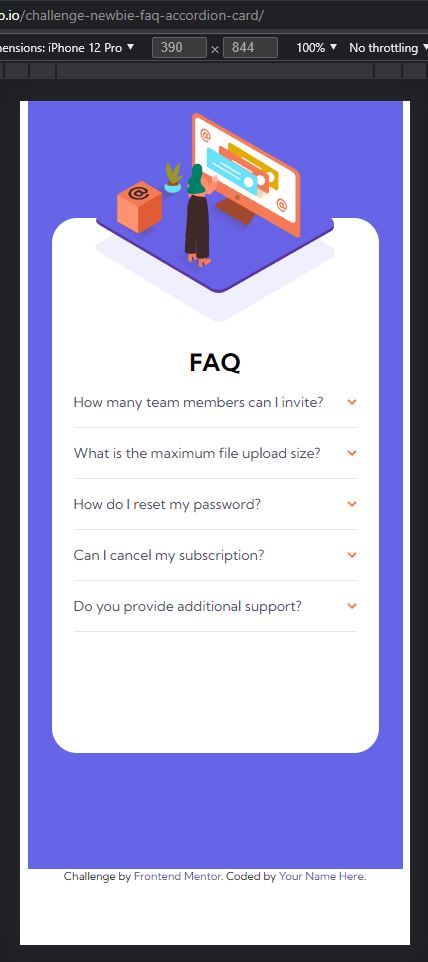 o.io/challenge-newbie-faq-accordion-card/
nensions: iPhone 12 Pro ▼ 390 × 844 100% ▼ No throttling ▼
@
@
@
FAQ
How many team members can I invite?
What is the maximum file upload size?
How do I reset my password?
Can I cancel my subscription?
Do you provide additional support?
Challenge by Frontend Mentor. Coded by Your Name Here.